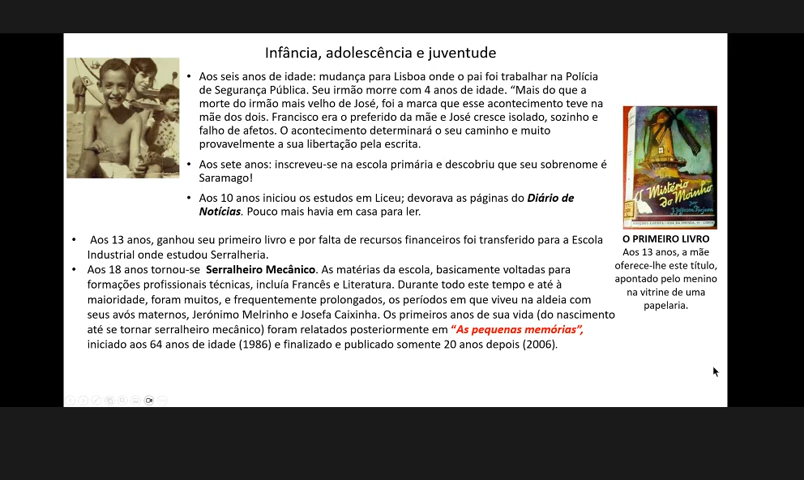 Infância, adolescência e juventude
• Aos seis anos de idade: mudança para Lisboa onde o pai foi trabalhar na Polícia
de Segurança Pública. Seu irmão morre com 4 anos de idade. “Mais do que a
morte do irmão mais velho de José, foi a marca que esse acontecimento teve na
mãe dos dois. Francisco era o preferido da mãe e José cresce isolado, sozinho e
falho de afetos. O acontecimento determinará o seu caminho e muito
provavelmente a sua libertação pela escrita.
• Aos sete anos: inscreveu-se na escola primária e descobriu que seu sobrenome é
Saramago!
• Aos 10 anos iniciou os estudos em Liceu; devorava as páginas do Diário de
Notícias. Pouco mais havia em casa para ler.
• Aos 13 anos, ganhou seu primeiro livro e por falta de recursos financeiros foi transferido para a Escola
Industrial onde estudou Serralheria.
• Aos 18 anos tornou-se Serralheiro Mecânico. As matérias da escola, basicamente voltadas para
formações profissionais técnicas, incluía Francês e Literatura. Durante todo este tempo e até à
maioridade, foram muitos, e frequentemente prolongados, os períodos em que viveu na aldeia com
seus avós maternos, Jerónimo Melrinho e Josefa Caixinha. Os primeiros anos de sua vida (do nascimento
até se tornar serralheiro mecânico) foram relatados posteriormente em “As pequenas memórias”,
iniciado aos 64 anos de idade (1986) e finalizado e publicado somente 20 anos depois (2006).
O Mistério
do Moinho
O PRIMEIRO LIVRO
Aos 13 anos, a mãe
oferece-lhe este título,
apontado pelo menino
na vitrine de uma
papelaria.